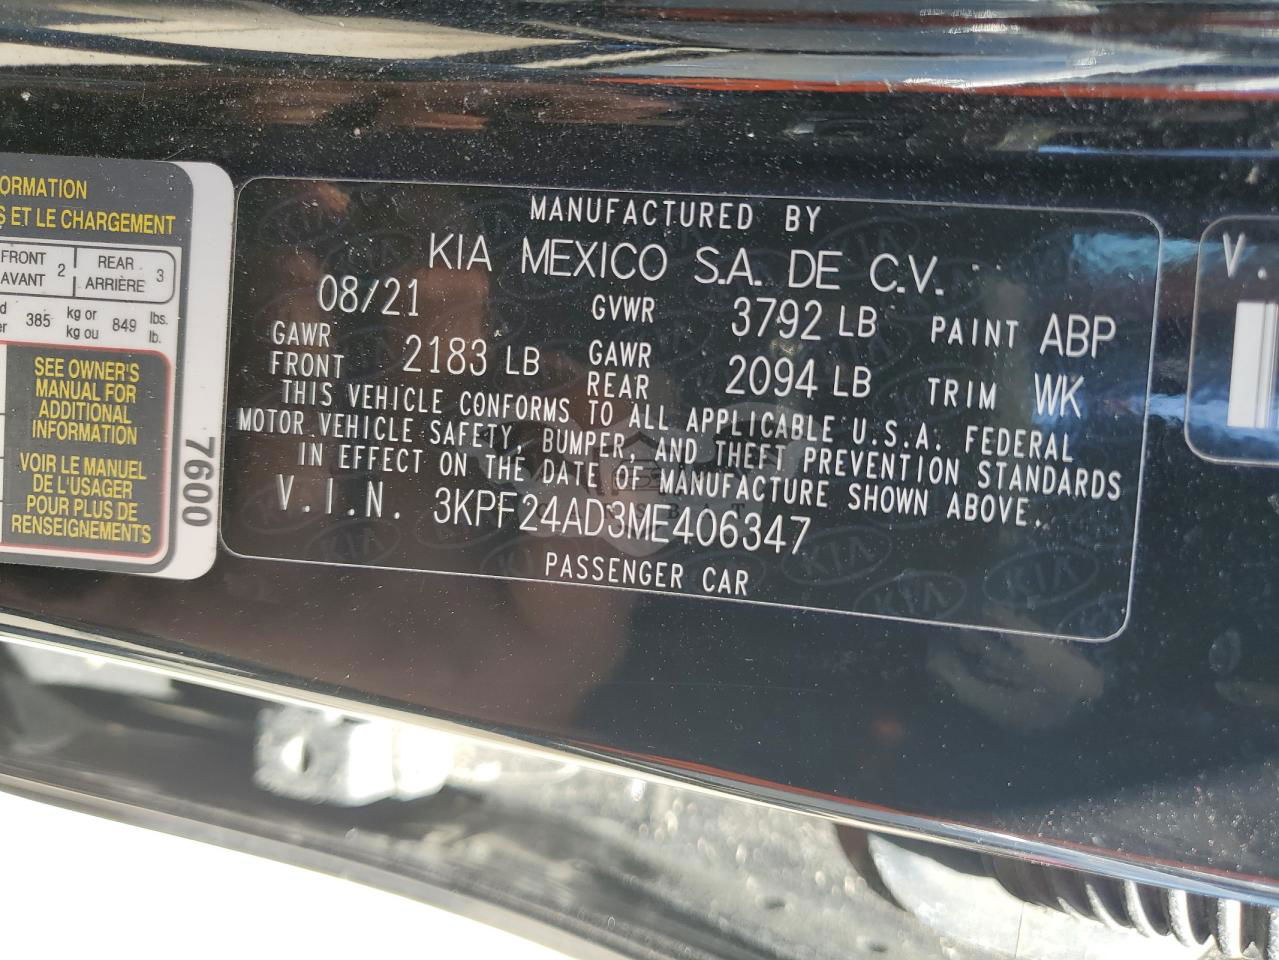 ORMATION
S ET LE CHARGEMENT
FRONT
AVANT 2
REAR
ARRIÈRE 3
385 kg or
kg ou 849 lbs.
lb.
SEE OWNER'S
MANUAL FOR
ADDITIONAL
INFORMATION
VOIR LE MANUEL
DE L'USAGER
POUR PLUS DE
RENSEIGNEMENTS
7600
MANUFACTURED BY
KIA MEXICO S.A. DE C.V.
08/21 GVWR 3792 LB PAINT ABP
GAWR FRONT 2183 LB GAWR REAR 2094 LB TRIM WK
THIS VEHICLE CONFORMS TO ALL APPLICABLE U.S.A. FEDERAL
MOTOR VEHICLE SAFETY, BUMPER, AND THEFT PREVENTION STANDARDS
IN EFFECT ON THE DATE OF MANUFACTURE SHOWN ABOVE.
V.I.N. 3KPF24AD3ME406347
PASSENGER CAR
V.